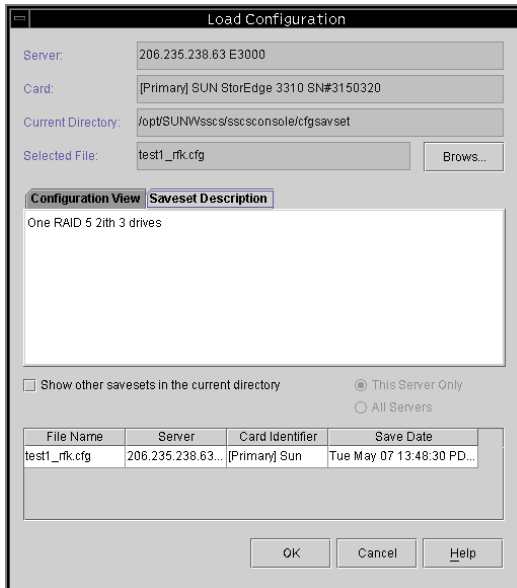 Load Configuration
Server: 206.235.238.63 E3000
Card: [Primary] SUN StorEdge 3310 SN#3150320
Current Directory: /opt/SUNWsscs/sscsconsole/cfgsavset
Selected File: test1_rfk.cfg Brows...
Configuration View Saveset Description
One RAID 5 2ith 3 drives
Show other savesets in the current directory This Server Only
All Servers
File Name Server Card Identifier Save Date
test1_rfk.cfg 206.235.238.63... [Primary] Sun Tue May 07 13:48:30 PD...
OK Cancel Help